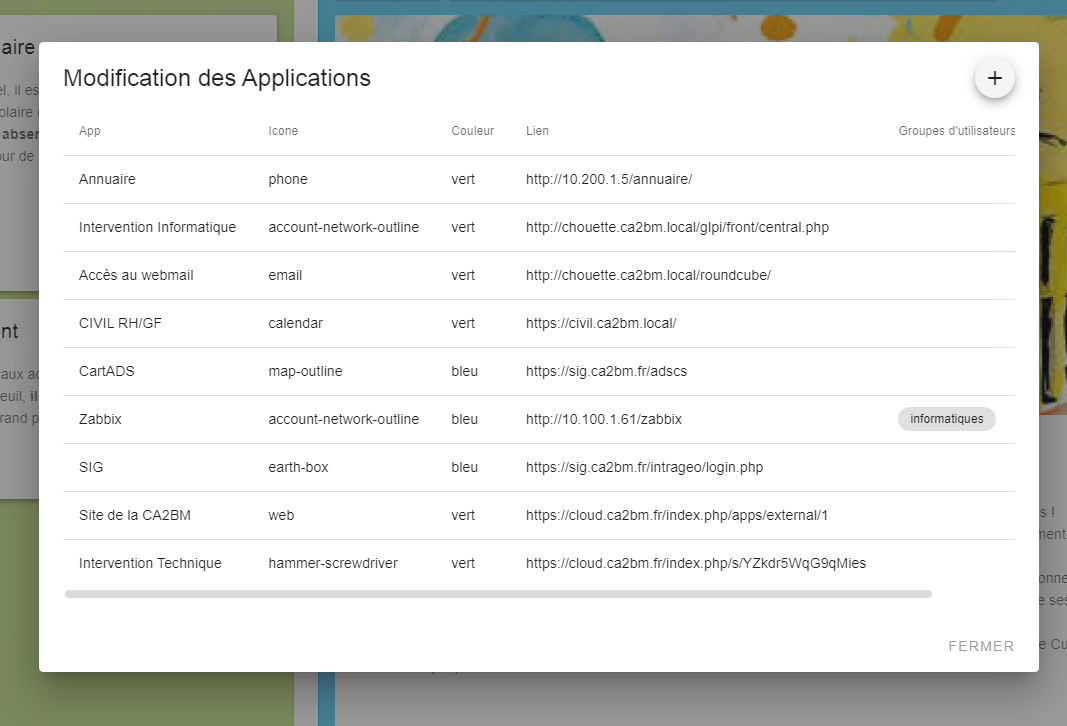 aire
Modification des Applications
+
App Icone Couleur Lien Groupes d'utilisateurs
Annuaire phone vert http://10.200.1.5/annuaire/
Intervention Informatique account-network-outline vert http://chouette.ca2bm.local/glpi/front/central.php
Accès au webmail email vert http://chouette.ca2bm.local/roundcube/
CIVIL RH/GF calendar vert https://civil.ca2bm.local/
CartADS map-outline bleu https://sig.ca2bm.fr/adscs
Zabbix account-network-outline bleu http://10.100.1.61/zabbix informatiques
SIG earth-box bleu https://sig.ca2bm.fr/intrageo/login.php
Site de la CA2BM web vert https://cloud.ca2bm.fr/index.php/apps/external/1
Intervention Technique hammer-screwdriver vert https://cloud.ca2bm.fr/index.php/s/YZkdr5WqG9qMies
FERMER
el, il es
olaire
absen
our de
nt
aux ac
euil, il
rand p
s !
ment
onne
e ses
e Cu